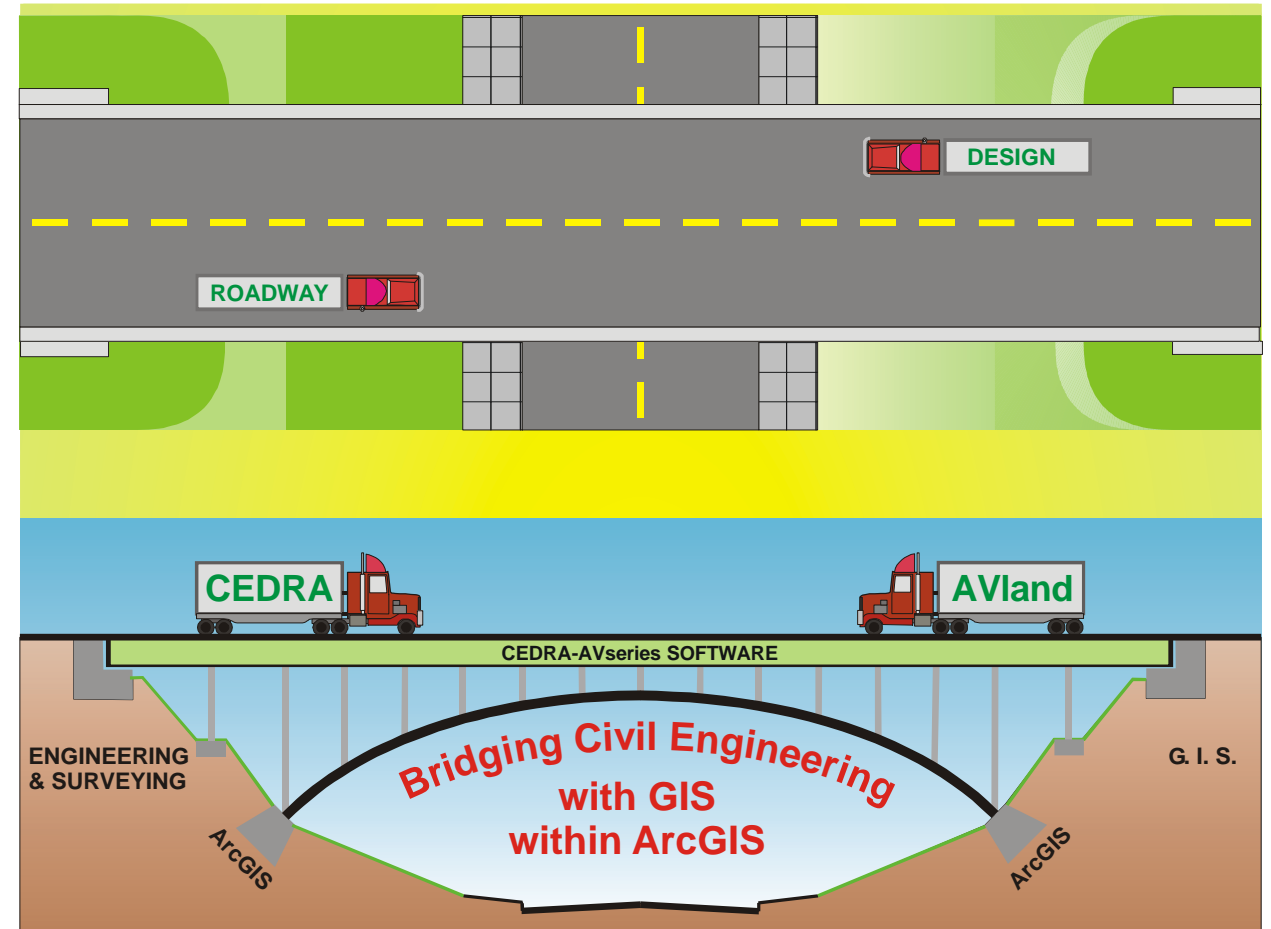 DESIGN
ROADWAY
CEDRA
AVland
CEDRA-AVseries SOFTWARE
ENGINEERING
& SURVEYING
G. I. S.
Bridging Civil Engineering
with GIS
within ArcGIS
ArcGIS
ArcGIS